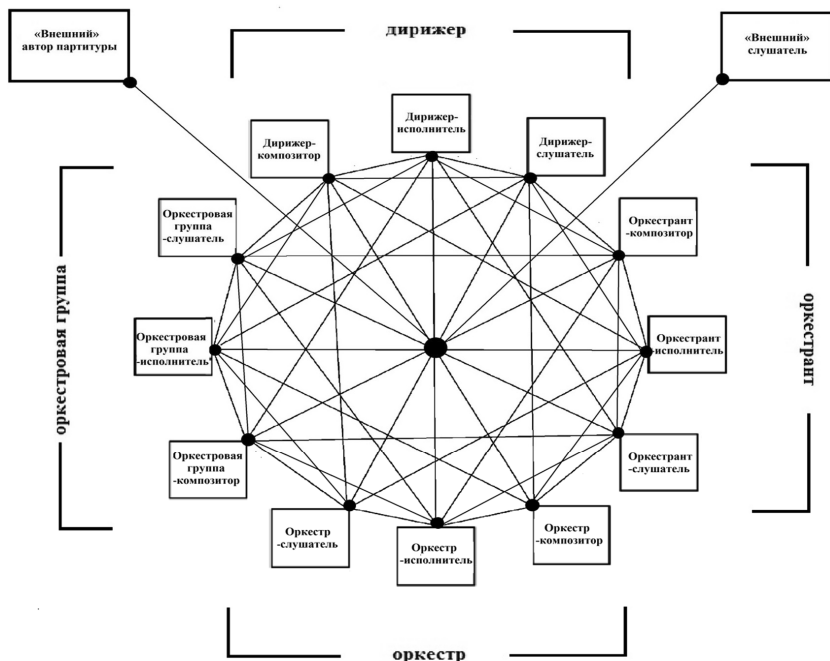 «Внешний»
автор партитуры
дирижер
«Внешний»
слушатель
Дирижер-
композитор
Дирижер-
исполнитель
Дирижер-
слушатель
Оркестровая
группа
-слушатель
Оркестрант
-композитор
оркестровая группа
Оркестровая группа
-исполнитель
Оркестрант
-исполнитель
оркестрант
Оркестровая
группа
-композитор
Оркестрант
-слушатель
Оркестр
-слушатель
Оркестр
-исполнитель
Оркестр
-композитор
оркестр